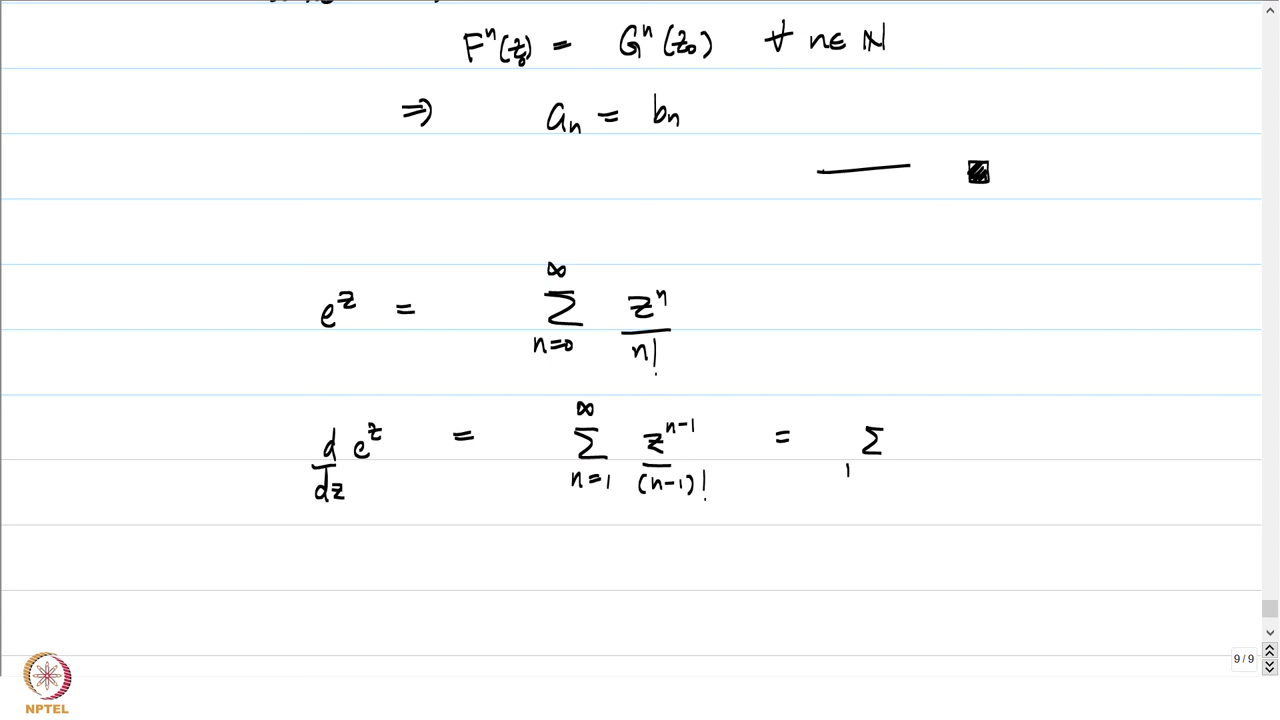 Fⁿ(z₀) = Gⁿ(z₀) ∀ n ∈ ℕ
⇒ aₙ = bₙ
e^z = ∑_{n=0}^{∞} zⁿ/n!
d/dz e^z = ∑_{n=1}^{∞} z^{n-1}/(n-1)! = ∑
9 / 9
NPTEL